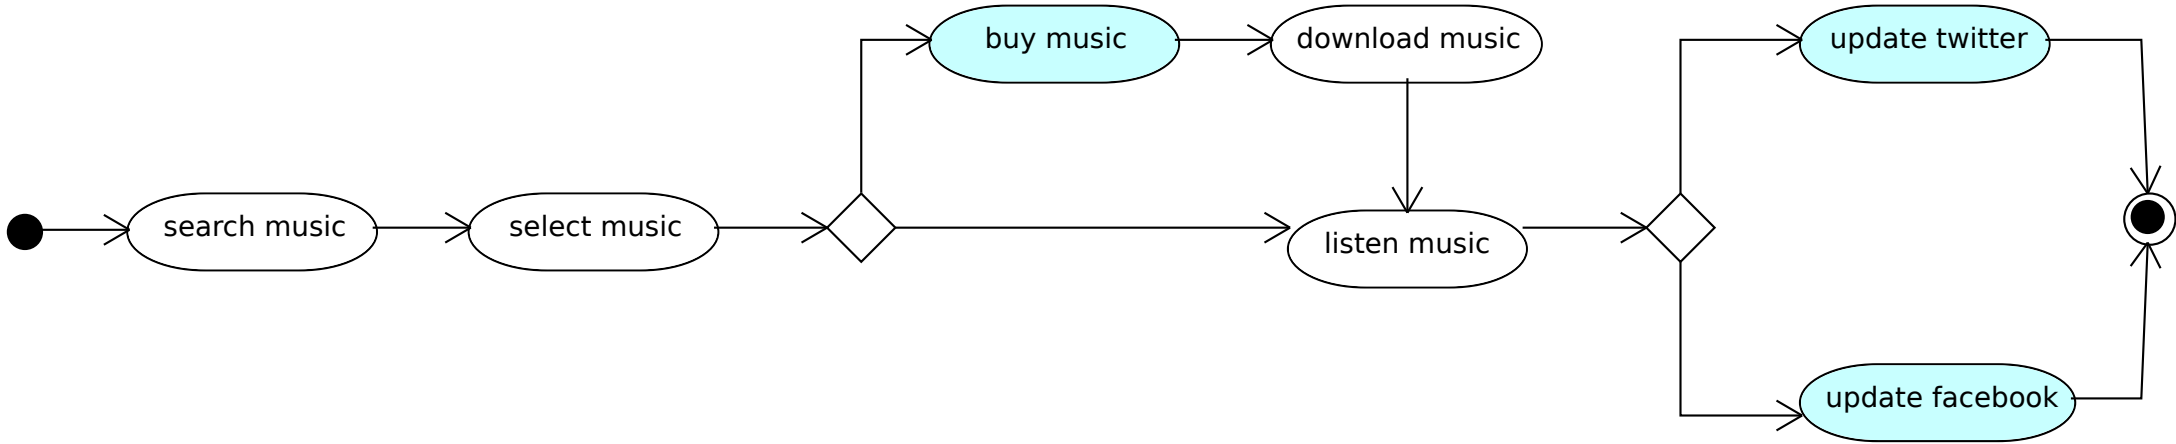 buy music
download music
update twitter
search music
select music
listen music
update facebook